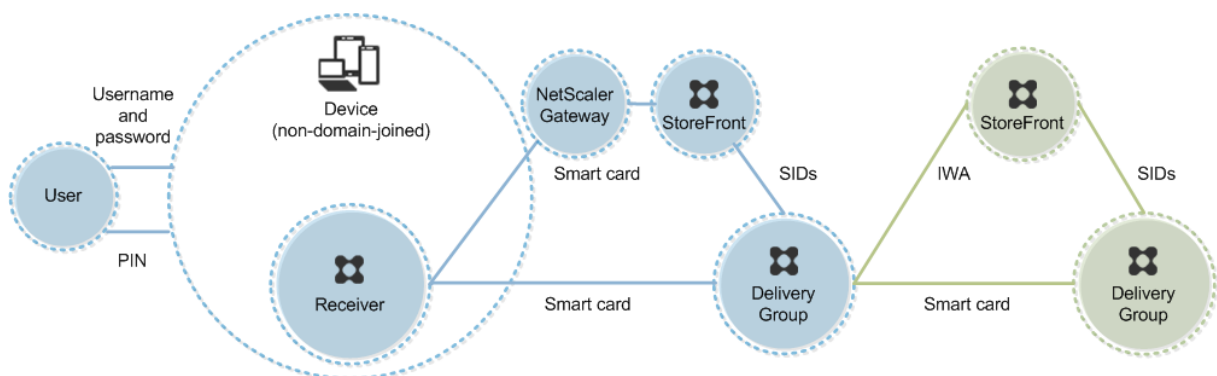 Username
and
password
User
PIN
Device
(non-domain-joined)
Receiver
NetScaler
Gateway
StoreFront
Smart card
SIDs
Smart card
Delivery
Group
IWA
StoreFront
SIDs
Smart card
Delivery
Group